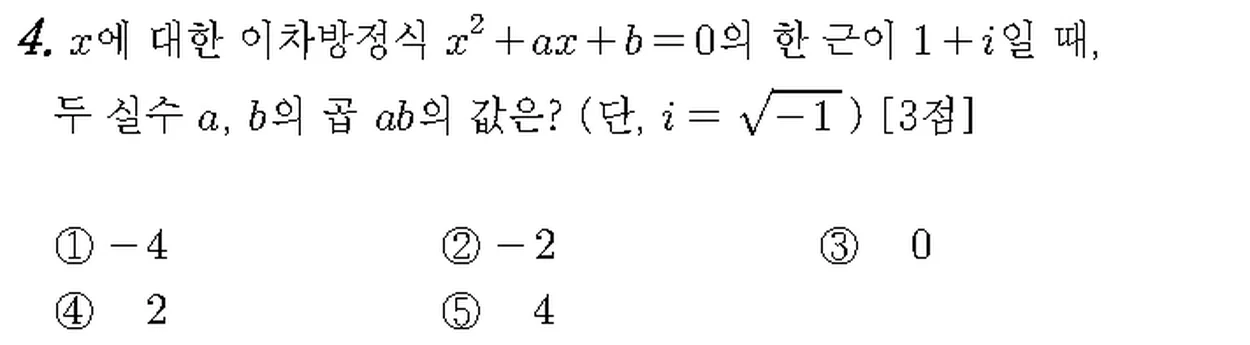 4. x에 대한 이차방정식 x²+ax+b=0의 한 근이 1+i일 때,
두 실수 a, b의 곱 ab의 값은? (단, i = √-1 ) [3점]
① -4 ② -2 ③ 0
④ 2 ⑤ 4